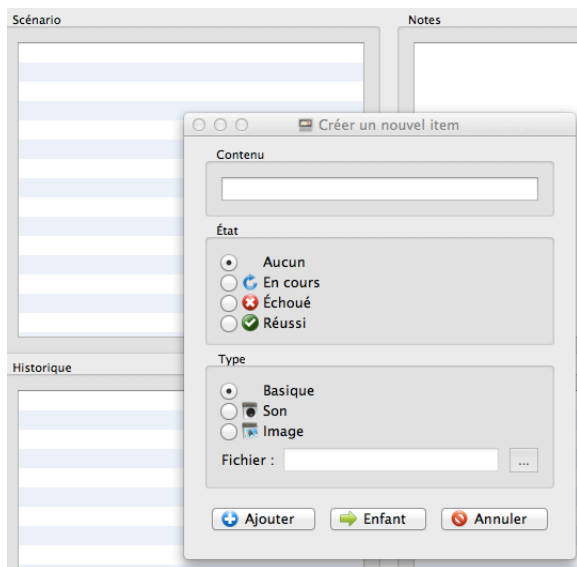 Scénario
Notes
Créer un nouvel item
Contenu
État
Aucun
En cours
Échoué
Réussi
Historique
Type
Basique
Son
Image
Fichier :
...
Ajouter
Enfant
Annuler